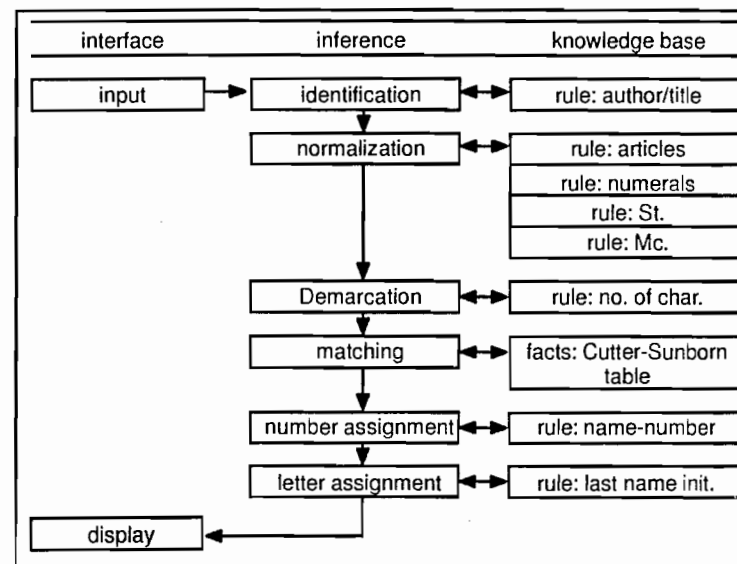 interface inference knowledge base
input identification rule: author/title
normalization rule: articles
rule: numerals
rule: St.
rule: Mc.
Demarcation rule: no. of char.
matching facts: Cutter-Sunborn
table
number assignment rule: name-number
letter assignment rule: last name init.
display